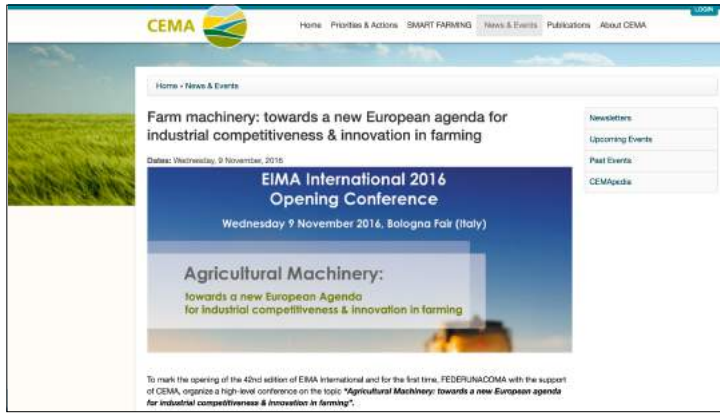 LOGIN
CEMA
Home Priorities & Actions SMART FARMING News & Events Publications About CEMA
Home » News & Events
Farm machinery: towards a new European agenda for
industrial competitiveness & innovation in farming
Dates: Wednesday, 9 November, 2016
EIMA International 2016
Opening Conference
Wednesday 9 November 2016, Bologna Fair (Italy)
Agricultural Machinery:
towards a new European Agenda
for industrial competitiveness & innovation in farming
To mark the opening of the 42nd edition of EIMA International and for the first time, FEDERUNACOMA with the support
of CEMA, organize a high-level conference on the topic "Agricultural Machinery: towards a new European agenda
for industrial competitiveness & innovation in farming".
Newsletters
Upcoming Events
Past Events
CEMApedia